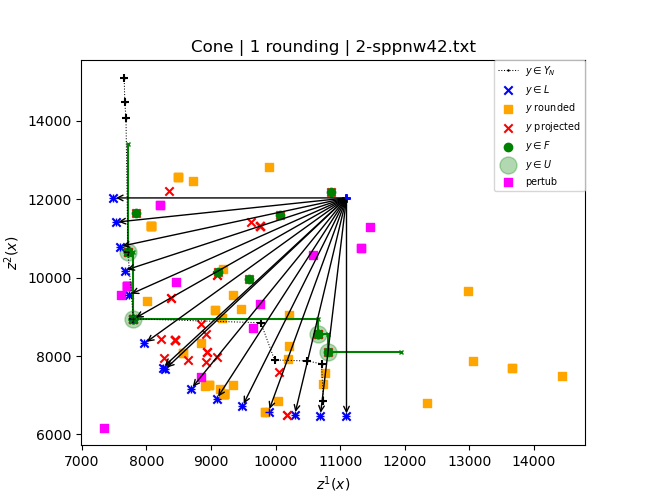 Cone | 1 rounding | 2-sppnw42.txt
z²(x)
14000
12000
10000
8000
6000
7000 8000 9000 10000 11000 12000 13000 14000
z¹(x)
y ∈ Y_N
y ∈ L
y rounded
y projected
y ∈ F
y ∈ U
pertub